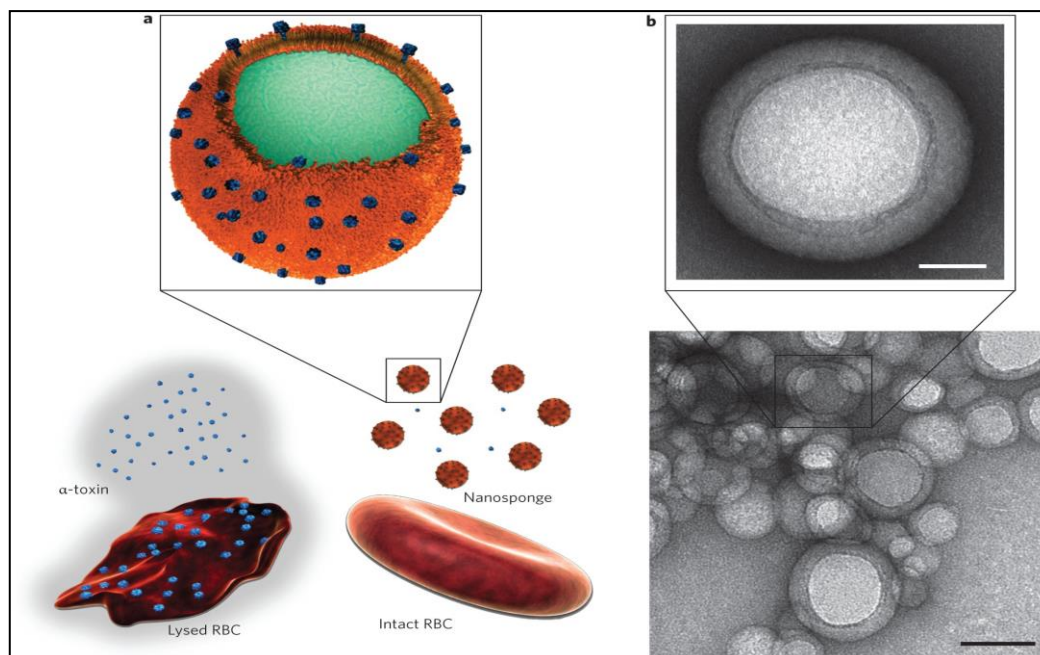 a
b
α-toxin
Nanosponge
Lysed RBC
Intact RBC